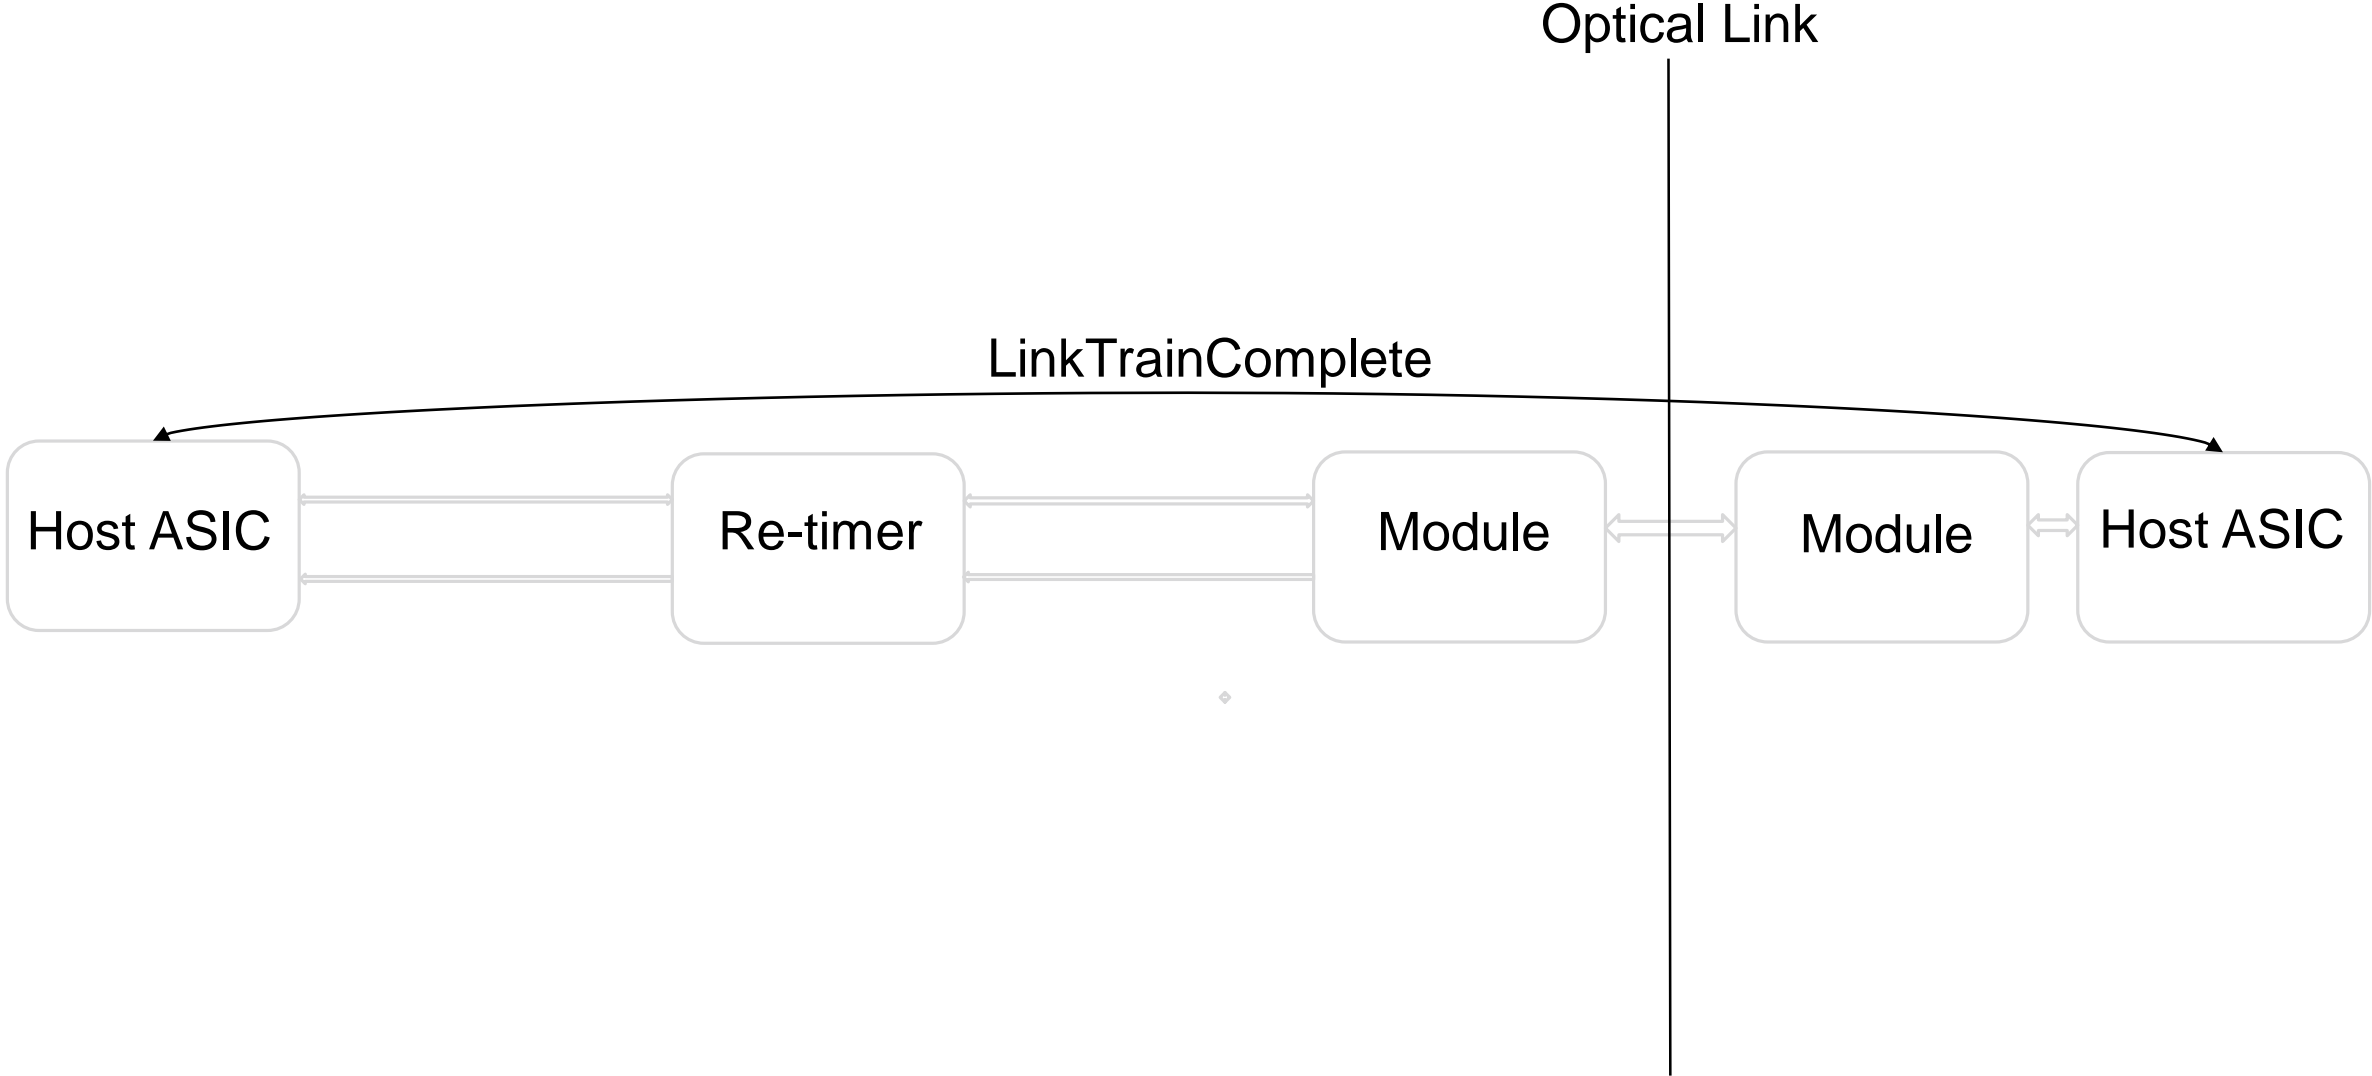 Optical Link
LinkTrainComplete
Host ASIC
Re-timer
Module
Module
Host ASIC